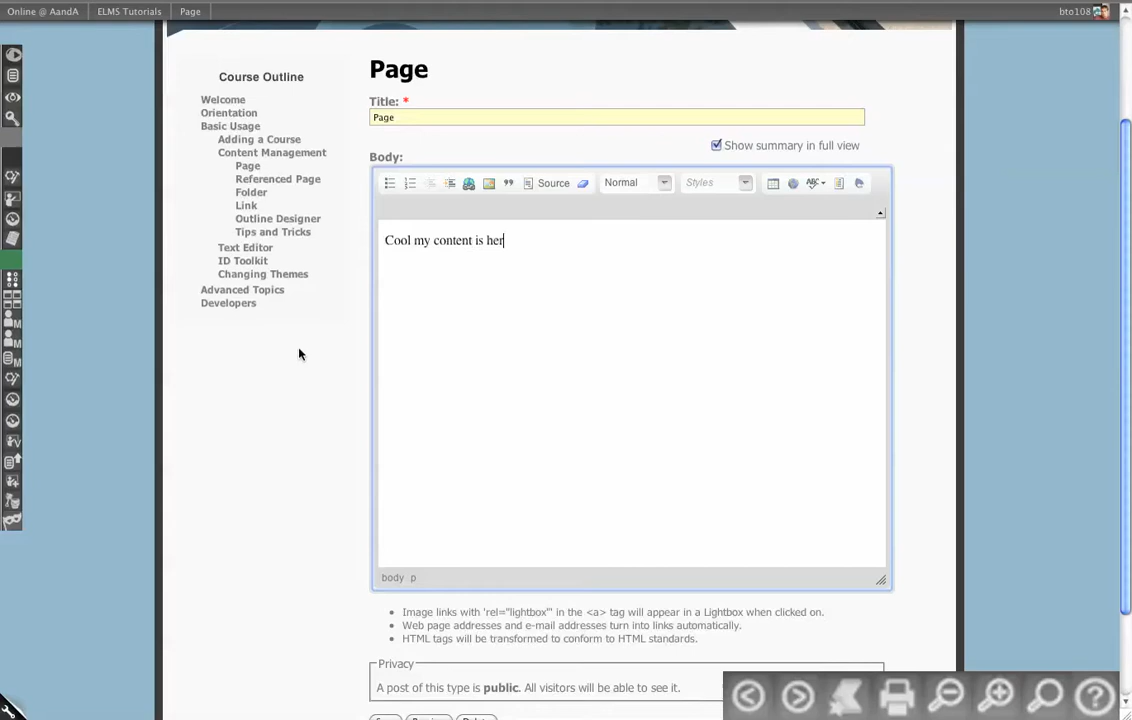 Online @ AandA ELMS Tutorials Page bto108
Course Outline
Welcome
Orientation
Basic Usage
Adding a Course
Content Management
Page
Referenced Page
Folder
Link
Outline Designer
Tips and Tricks
Text Editor
ID Toolkit
Changing Themes
Advanced Topics
Developers
Page
Title: *
Page
Show summary in full view
Body:
Source Normal Styles
Cool my content is her
body p
Image links with 'rel="lightbox"' in the <a> tag will appear in a Lightbox when clicked on.
Web page addresses and e-mail addresses turn into links automatically.
HTML tags will be transformed to conform to HTML standards.
Privacy
A post of this type is public. All visitors will be able to see it.